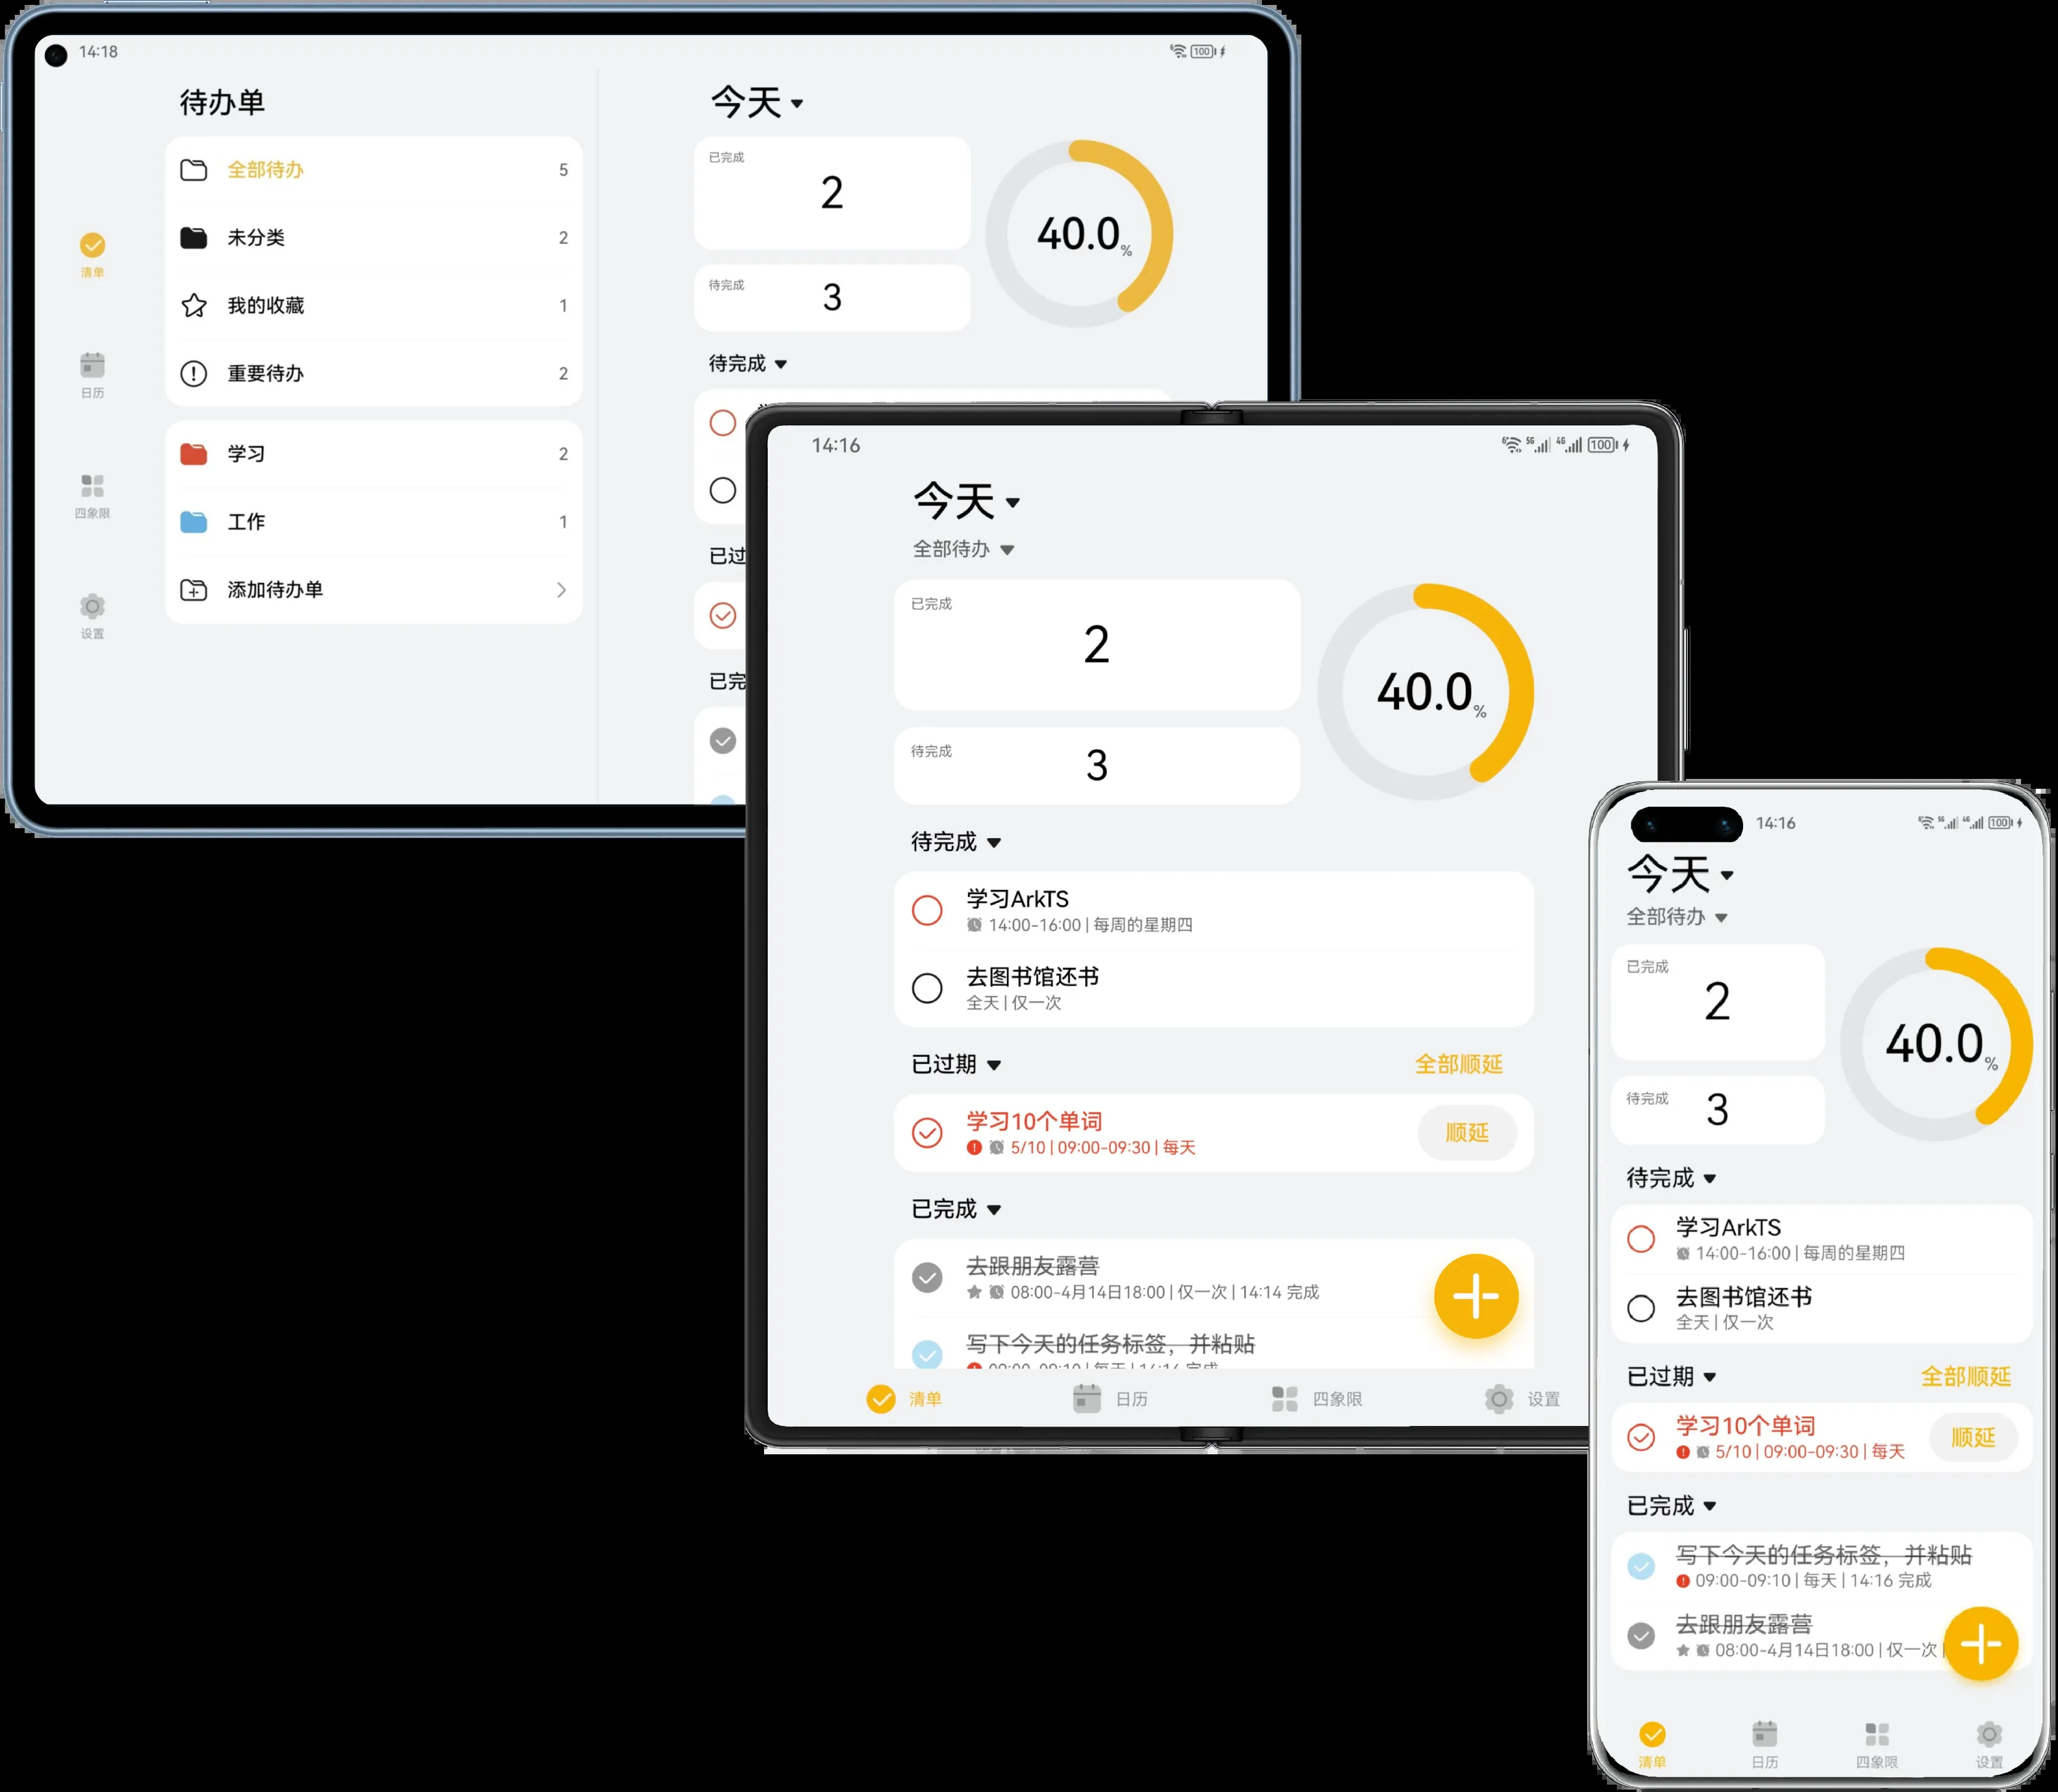 14:18
100
待办单
全部待办 5
未分类 2
我的收藏 1
重要待办 2
学习 2
工作 1
添加待办单
清单
日历
四象限
设置
今天
已完成
2
待完成
3
40.0%
待完成
已过
已完
14:16
6 5G 4G 100
今天
全部待办
已完成
2
待完成
3
40.0%
待完成
学习ArkTS
14:00-16:00 | 每周的星期四
去图书馆还书
全天 | 仅一次
已过期 全部顺延
学习10个单词
5/10 | 09:00-09:30 | 每天
顺延
已完成
去跟朋友露营
08:00-4月14日18:00 | 仅一次 | 14:14 完成
写下今天的任务标签，并粘贴
09:00-09:10 | 每天 | 14:16 完成
清单 日历 四象限 设置
14:16
100
今天
全部待办
已完成
2
待完成
3
40.0%
待完成
学习ArkTS
14:00-16:00 | 每周的星期四
去图书馆还书
全天 | 仅一次
已过期 全部顺延
学习10个单词
5/10 | 09:00-09:30 | 每天
顺延
已完成
写下今天的任务标签，并粘贴
09:00-09:10 | 每天 | 14:16 完成
去跟朋友露营
08:00-4月14日18:00 | 仅一次 |
清单 日历 四象限 设置